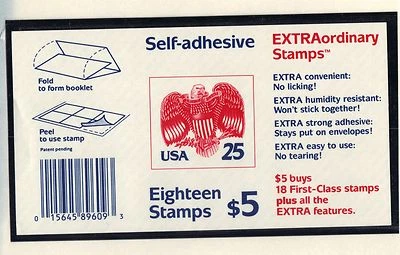 Self-adhesive
EXTRAordinary
Stamps™
Fold
to form booklet
Peel
to use stamp
Patent pending
USA 25
EXTRA convenient:
No licking!
EXTRA humidity resistant:
Won't stick together!
EXTRA strong adhesive:
Stays put on envelopes!
EXTRA easy to use:
No tearing!
Eighteen
Stamps $5
$5 buys
18 First-Class stamps
plus all the
EXTRA features.
0 15645 89609 3